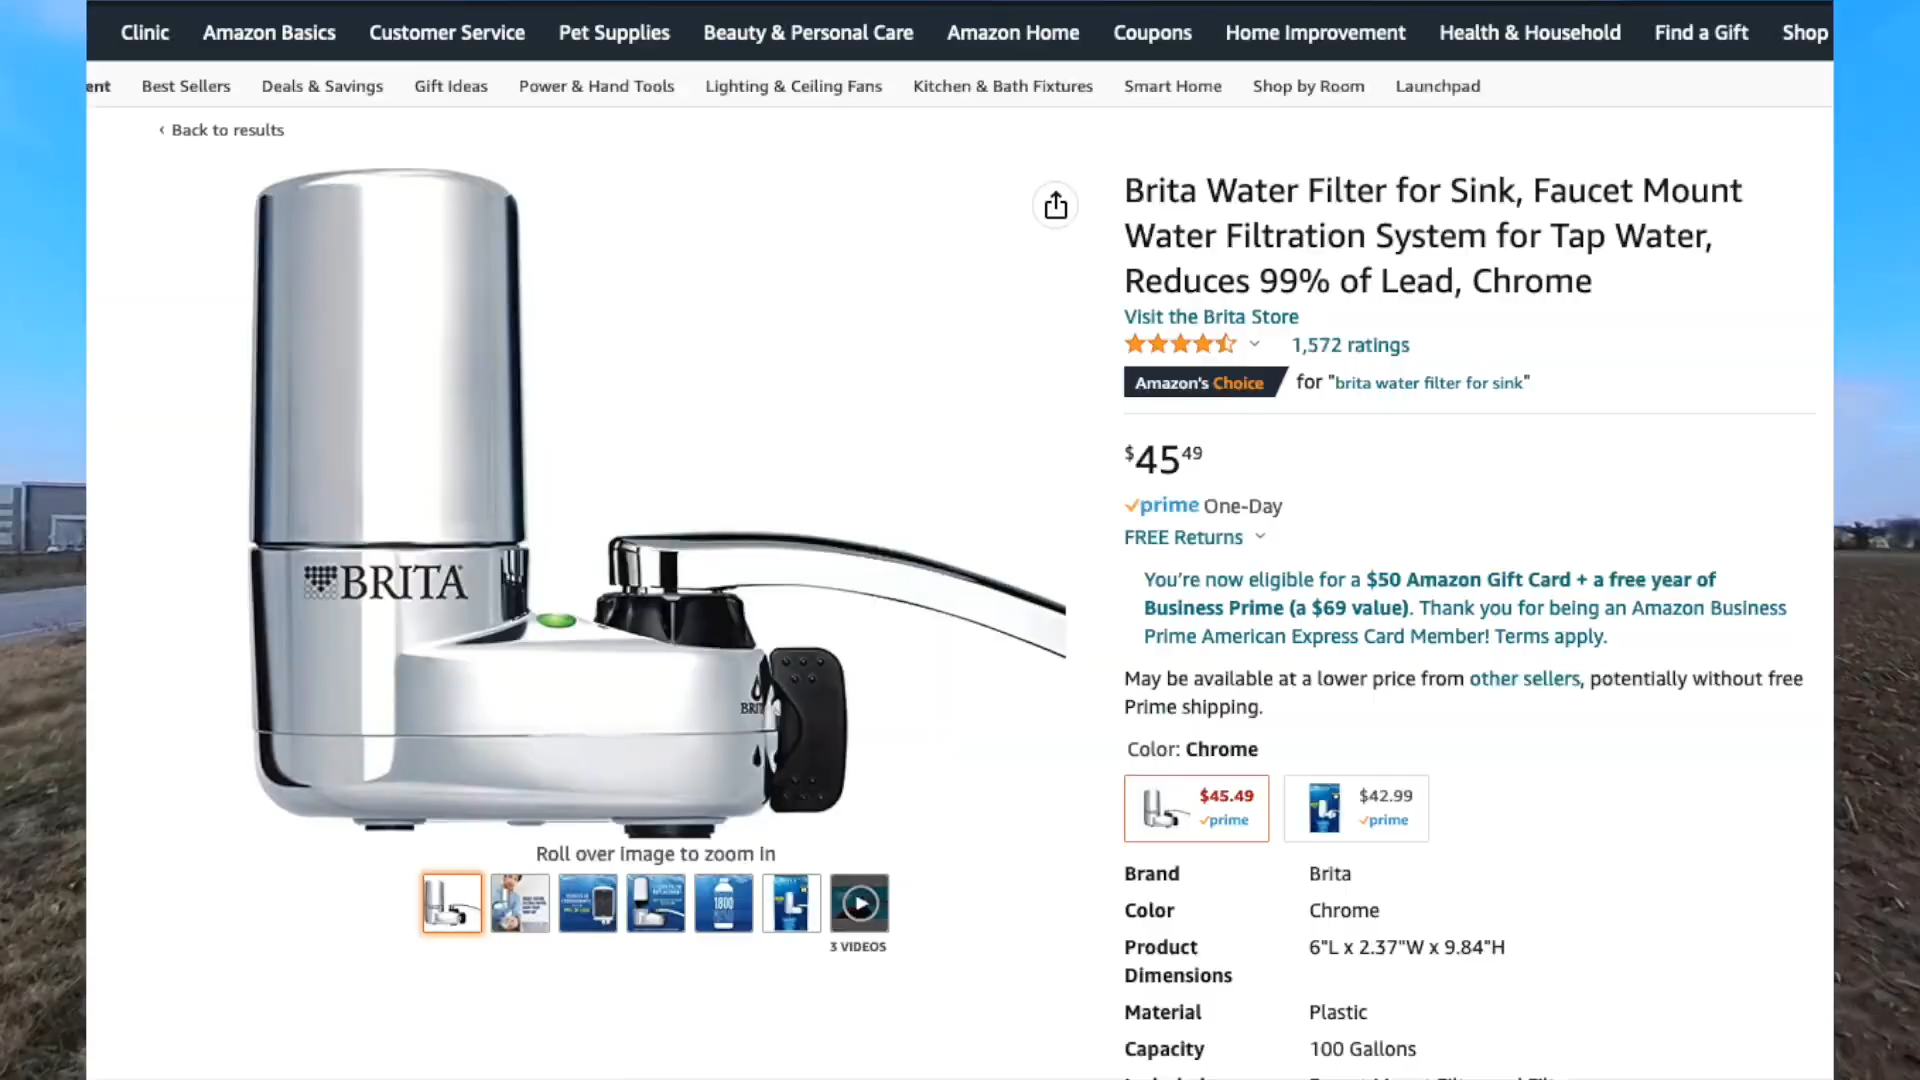 Clinic Amazon Basics Customer Service Pet Supplies Beauty & Personal Care Amazon Home Coupons Home Improvement Health & Household Find a Gift Shop
ent Best Sellers Deals & Savings Gift Ideas Power & Hand Tools Lighting & Ceiling Fans Kitchen & Bath Fixtures Smart Home Shop by Room Launchpad
‹ Back to results
BRITA
BRIT
Roll over image to zoom in
1800
3 VIDEOS
Brita Water Filter for Sink, Faucet Mount
Water Filtration System for Tap Water,
Reduces 99% of Lead, Chrome
Visit the Brita Store
1,572 ratings
Amazon's Choice for "brita water filter for sink"
$45 49
prime One-Day
FREE Returns
You're now eligible for a $50 Amazon Gift Card + a free year of
Business Prime (a $69 value). Thank you for being an Amazon Business
Prime American Express Card Member! Terms apply.
May be available at a lower price from other sellers, potentially without free
Prime shipping.
Color: Chrome
$45.49 $42.99
prime prime
Brand Brita
Color Chrome
Product 6"L x 2.37"W x 9.84"H
Dimensions
Material Plastic
Capacity 100 Gallons